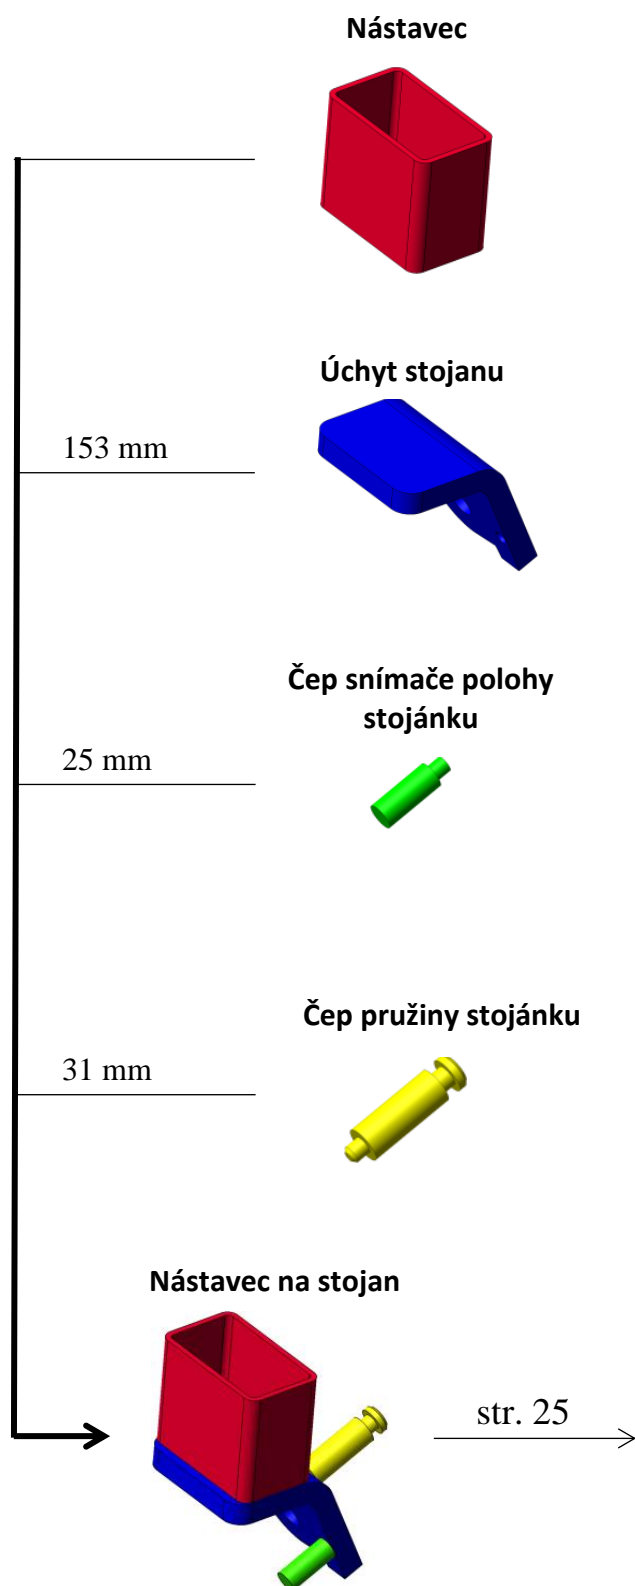 Nástavec
Úchyt stojanu
153 mm
Čep snímače polohy
stojánku
25 mm
Čep pružiny stojánku
31 mm
Nástavec na stojan
str. 25